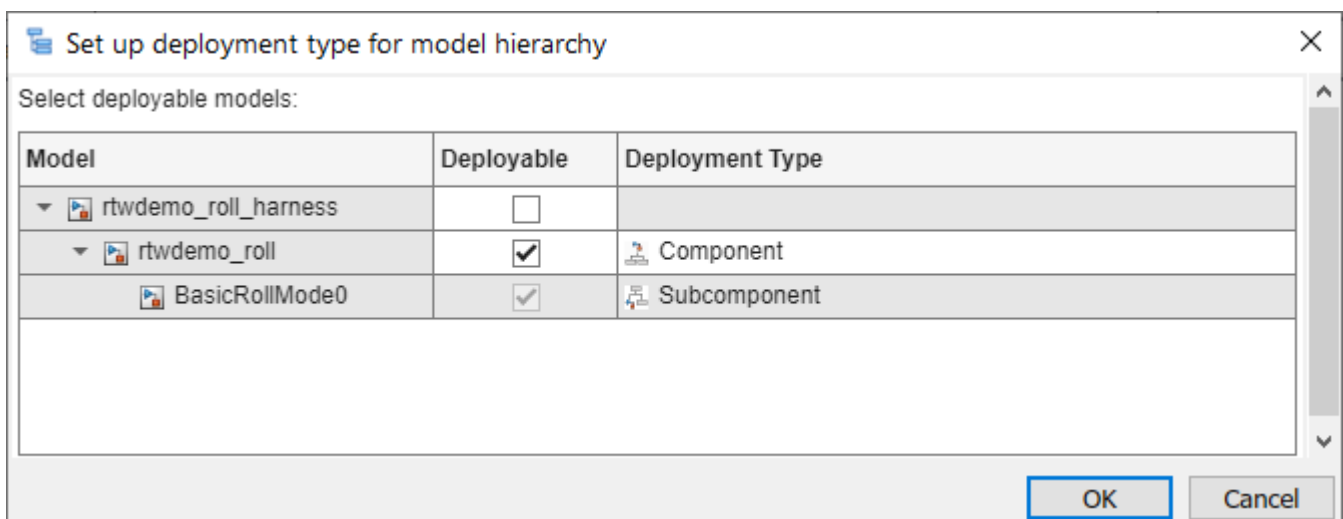 Set up deployment type for model hierarchy
Select deployable models:
Model Deployable Deployment Type
rtwdemo_roll_harness
rtwdemo_roll Component
BasicRollMode0 Subcomponent
OK Cancel